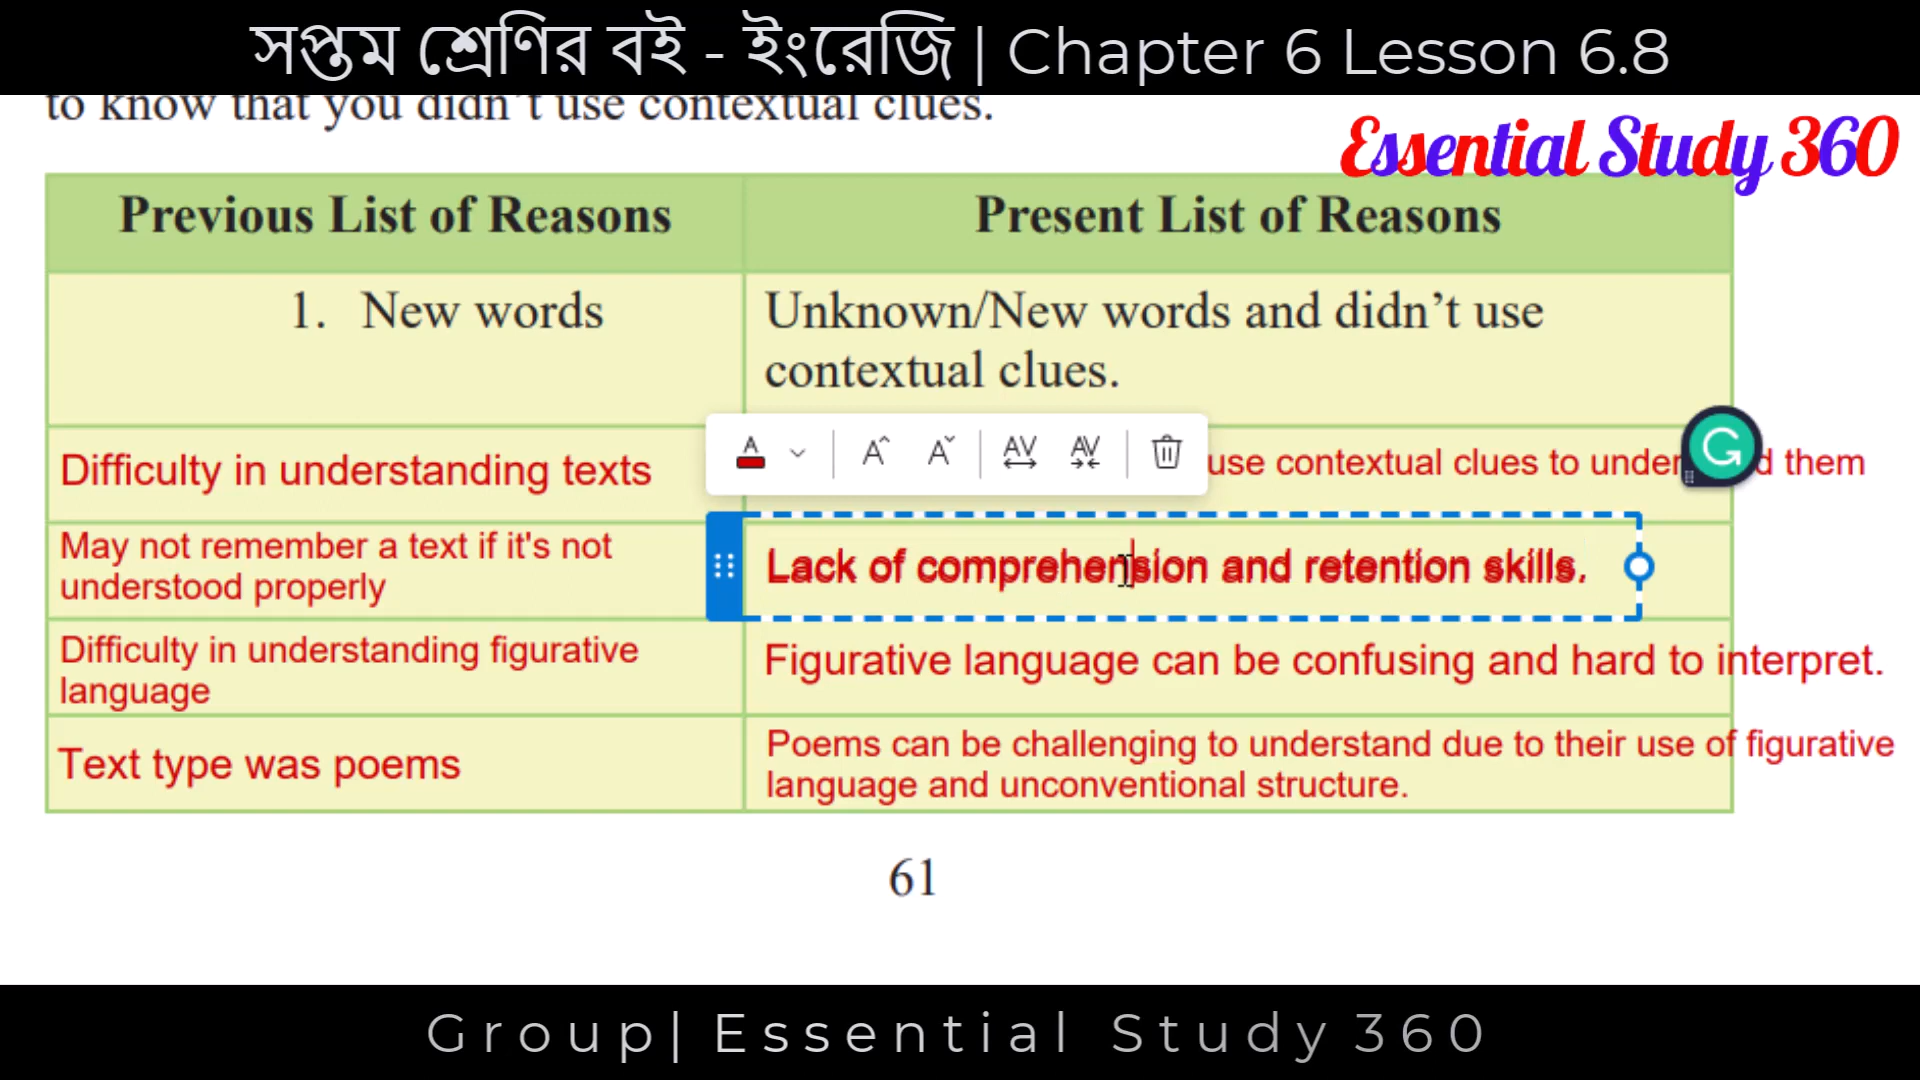 সপ্তম শ্রেণির বই - ইংরেজি | Chapter 6 Lesson 6.8
to know that you didn't use contextual clues.
Essential Study 360
Previous List of Reasons
Present List of Reasons
1. New words
Unknown/New words and didn't use
contextual clues.
Difficulty in understanding texts
use contextual clues to them
May not remember a text if it's not
understood properly
Lack of comprehension and retention skills.
Difficulty in understanding figurative
language
Figurative language can be confusing and hard to interpret.
Text type was poems
Poems can be challenging to understand due to their use of figurative
language and unconventional structure.
61
Group| Essential Study 360